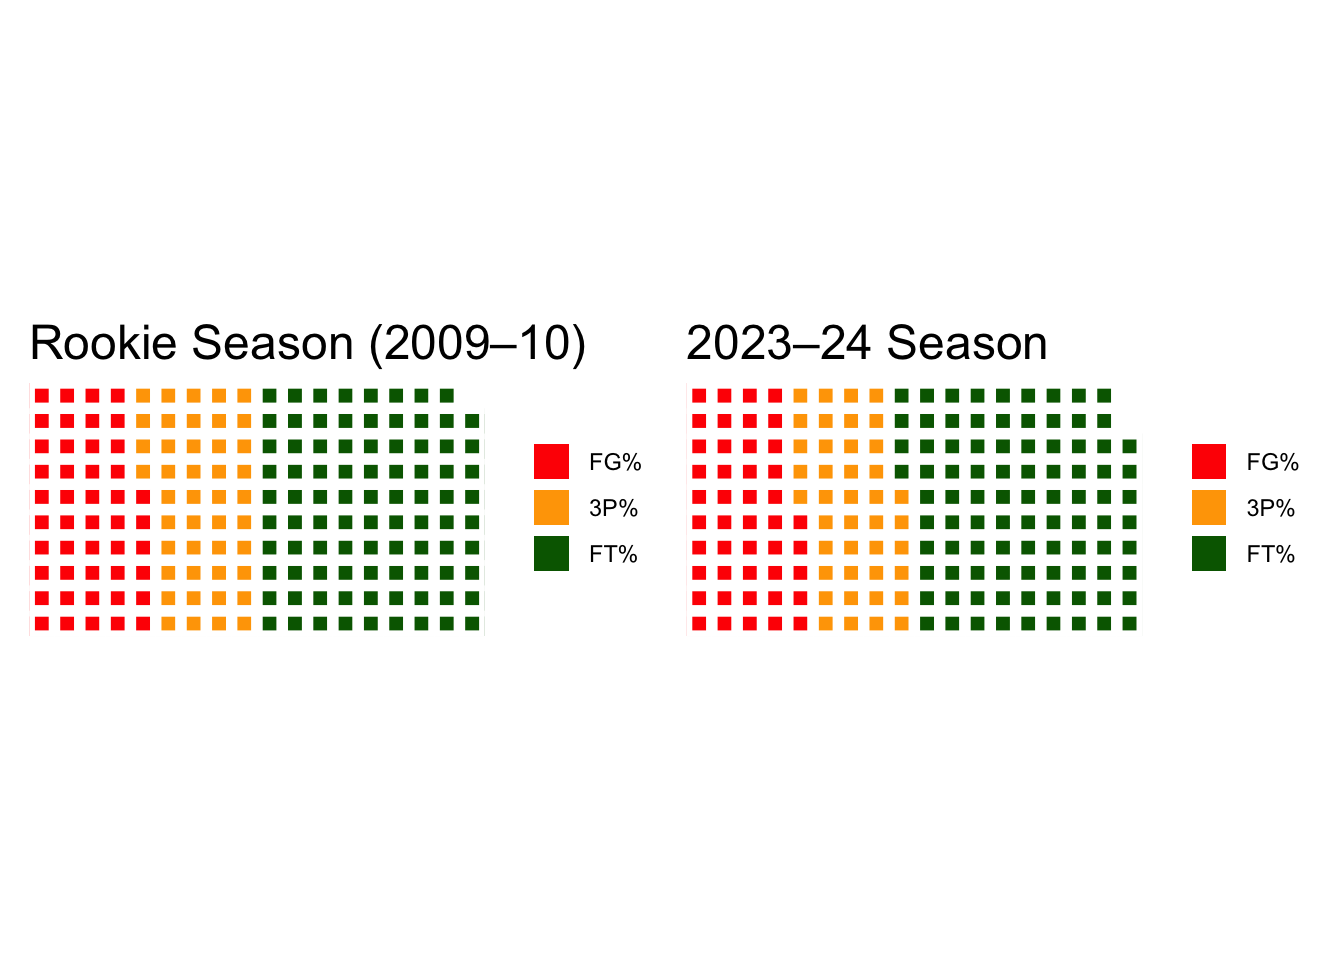 Rookie Season (2009–10)
FG%
3P%
FT%
2023–24 Season
FG%
3P%
FT%